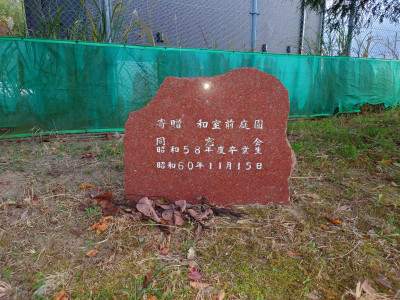 寄贈 和室前庭園
同窓会
昭和58年度卒業生
昭和60年11月15日